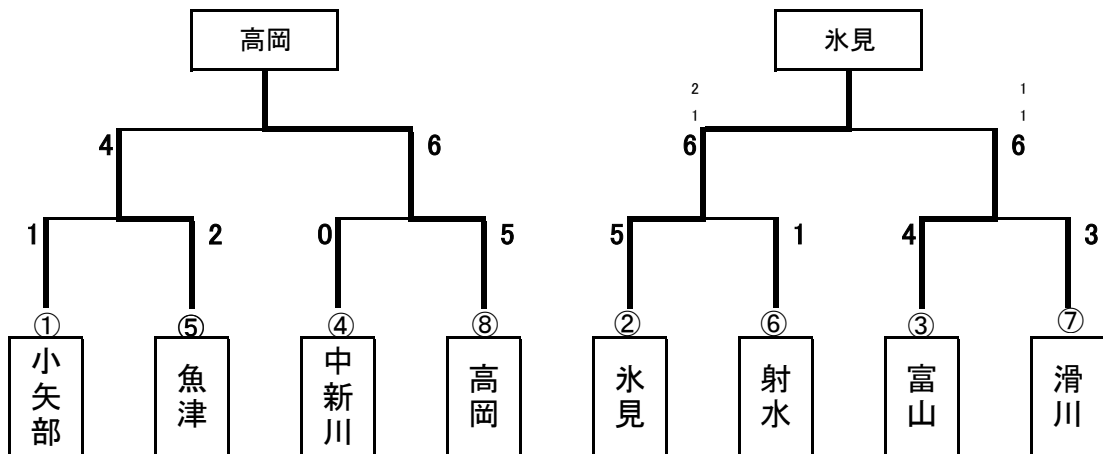 高岡
氷見
2 1
1 1
4 6 6 6
1 2 0 5 5 1 4 3
① ⑤ ④ ⑧ ② ⑥ ③ ⑦
小矢部
魚津
中新川
高岡
氷見
射水
富山
滑川